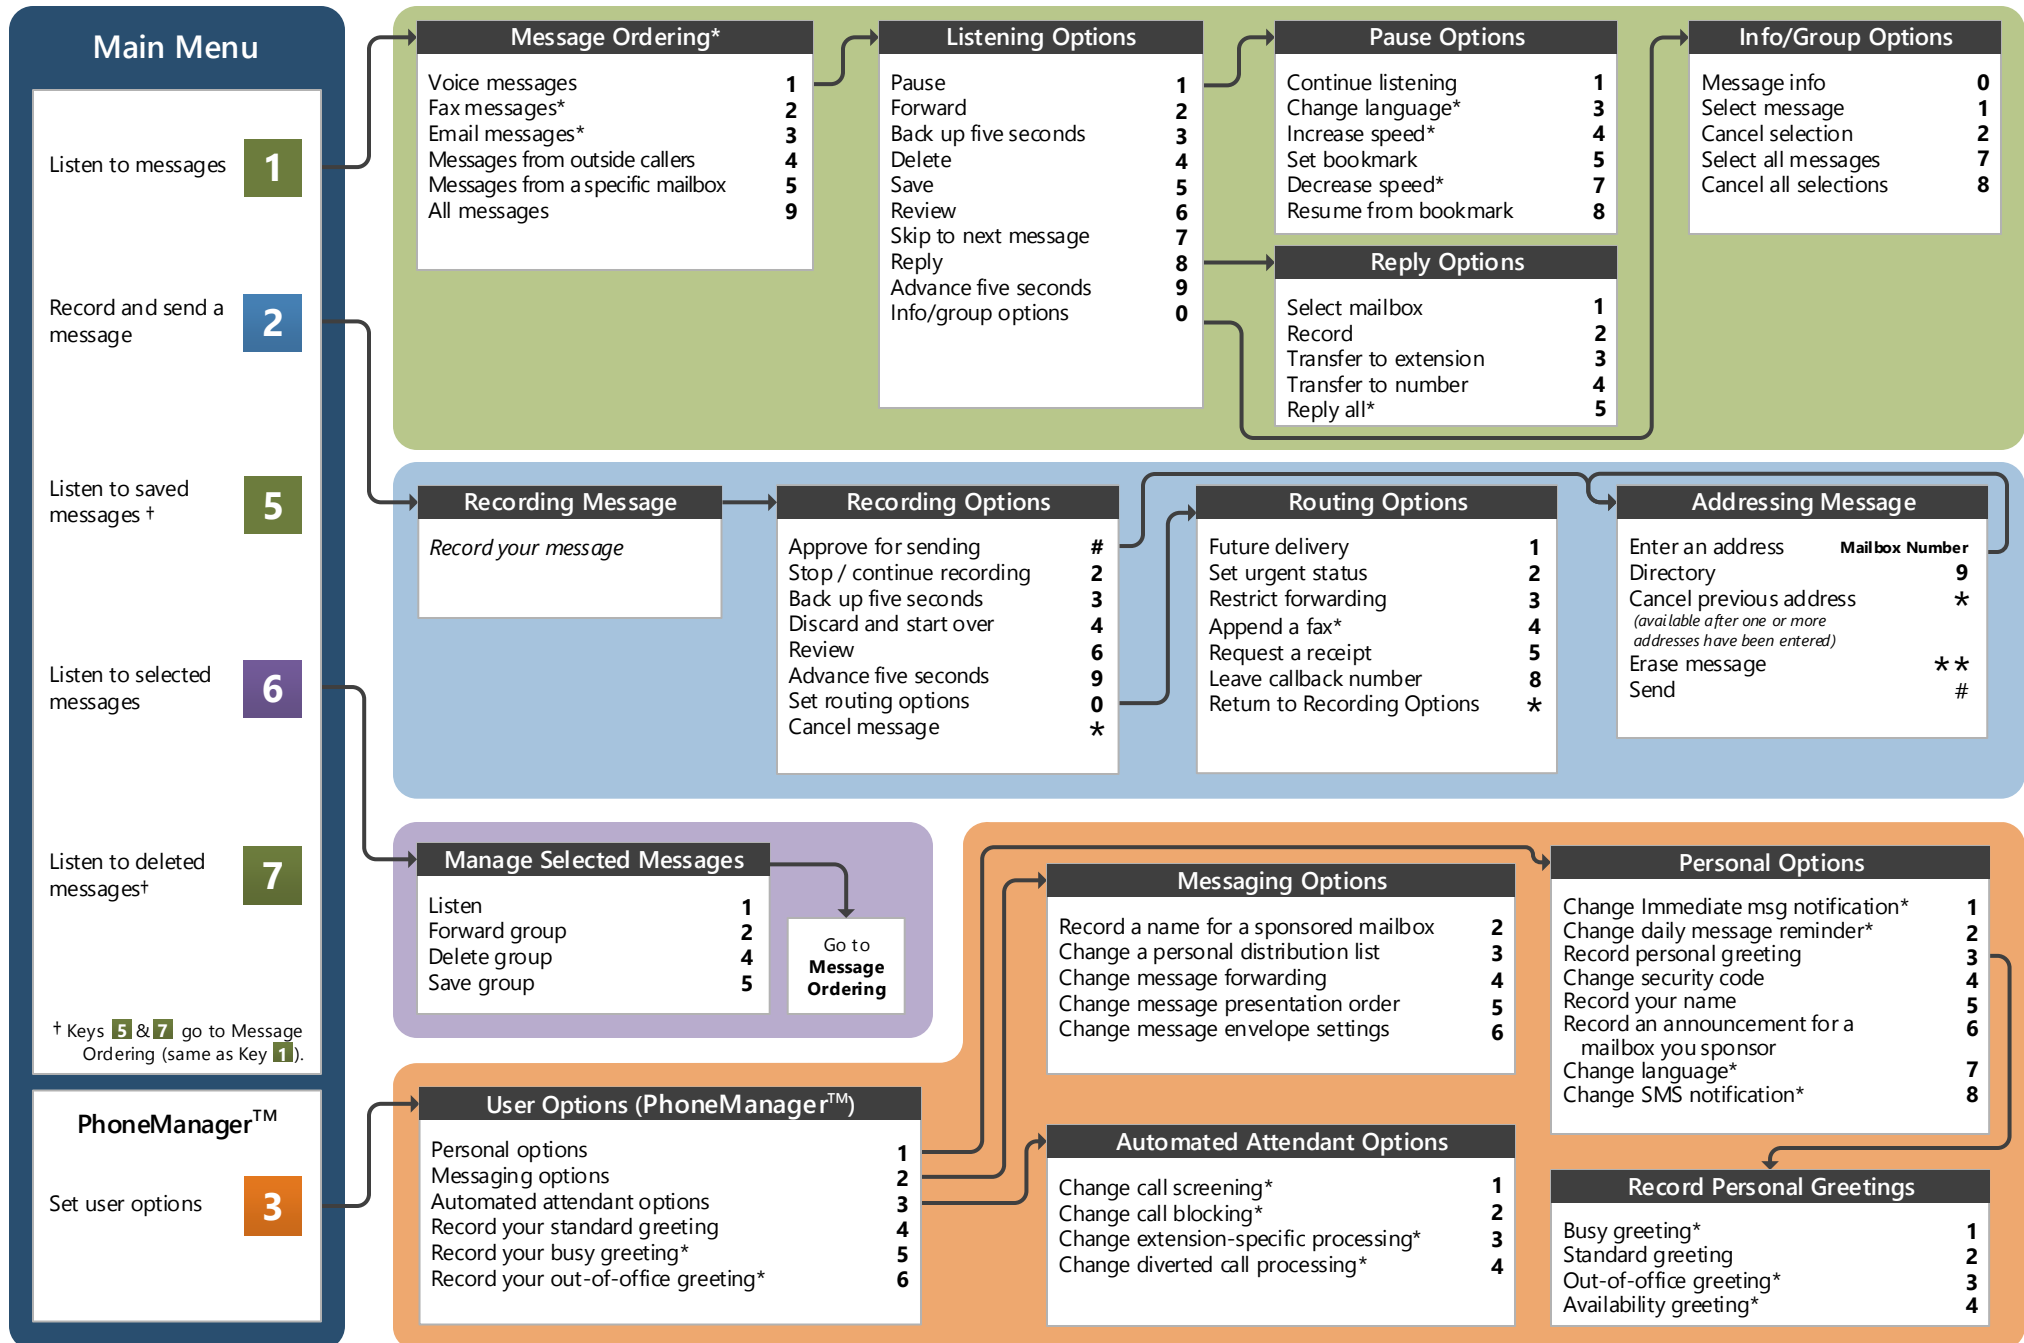 Main Menu
Listen to messages 1
Record and send a
message 2
Listen to saved
messages † 5
Listen to selected
messages 6
Listen to deleted
messages† 7
† Keys 5 & 7 go to Message
Ordering (same as Key 1).
PhoneManager™
Set user options 3
Message Ordering*
Voice messages 1
Fax messages* 2
Email messages* 3
Messages from outside callers 4
Messages from a specific mailbox 5
All messages 9
Listening Options
Pause 1
Forward 2
Back up five seconds 3
Delete 4
Save 5
Review 6
Skip to next message 7
Reply 8
Advance five seconds 9
Info/group options 0
Pause Options
Continue listening 1
Change language* 3
Increase speed* 4
Set bookmark 5
Decrease speed* 7
Resume from bookmark 8
Reply Options
Select mailbox 1
Record 2
Transfer to extension 3
Transfer to number 4
Reply all* 5
Info/Group Options
Message info 0
Select message 1
Cancel selection 2
Select all messages 7
Cancel all selections 8
Recording Message
Record your message
Recording Options
Approve for sending #
Stop / continue recording 2
Back up five seconds 3
Discard and start over 4
Review 6
Advance five seconds 9
Set routing options 0
Cancel message *
Routing Options
Future delivery 1
Set urgent status 2
Restrict forwarding 3
Append a fax* 4
Request a receipt 5
Leave callback number 8
Return to Recording Options *
Addressing Message
Enter an address Mailbox Number
Directory 9
Cancel previous address *
(available after one or more
addresses have been entered)
Erase message **
Send #
Manage Selected Messages
Listen 1
Forward group 2
Delete group 4
Save group 5
Go to
Message
Ordering
User Options (PhoneManager™)
Personal options 1
Messaging options 2
Automated attendant options 3
Record your standard greeting 4
Record your busy greeting* 5
Record your out-of-office greeting* 6
Messaging Options
Record a name for a sponsored mailbox 2
Change a personal distribution list 3
Change message forwarding 4
Change message presentation order 5
Change message envelope settings 6
Automated Attendant Options
Change call screening* 1
Change call blocking* 2
Change extension-specific processing* 3
Change diverted call processing* 4
Personal Options
Change Immediate msg notification* 1
Change daily message reminder* 2
Record personal greeting 3
Change security code 4
Record your name 5
Record an announcement for a 6
mailbox you sponsor
Change language* 7
Change SMS notification* 8
Record Personal Greetings
Busy greeting* 1
Standard greeting 2
Out-of-office greeting* 3
Availability greeting* 4